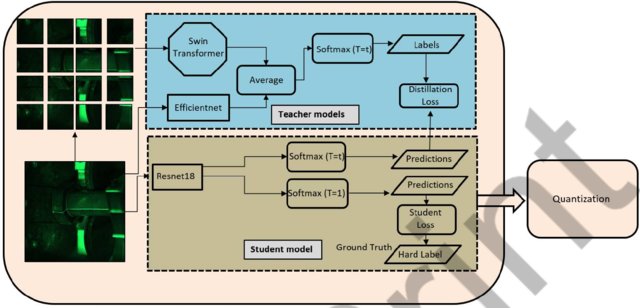 Swin
Transformer
Softmax (T=t)
Labels
Average
Efficientnet
Distillation
Loss
Teacher models
Resnet18
Softmax (T=t)
Predictions
Softmax (T=1)
Predictions
Student
Loss
Student model
Ground Truth
Hard Label
Quantization
rint